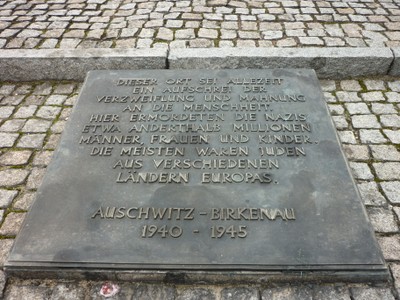 DIESER ORT SEI ALLEZEIT
EIN AUFSCHREI DER
VERZWEIFLUNG UND MAHNUNG
AN DIE MENSCHHEIT.
HIER ERMORDETEN DIE NAZIS
ETWA ANDERTHALB MILLIONEN
MÄNNER, FRAUEN UND KINDER.
DIE MEISTEN WAREN JUDEN
AUS VERSCHIEDENEN
LÄNDERN EUROPAS.
AUSCHWITZ-BIRKENAU
1940 - 1945